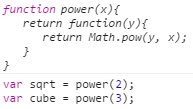 function power(x){
   return function(y){
      return Math.pow(y, x);
   }
}
var sqrt = power(2);
var cube = power(3);